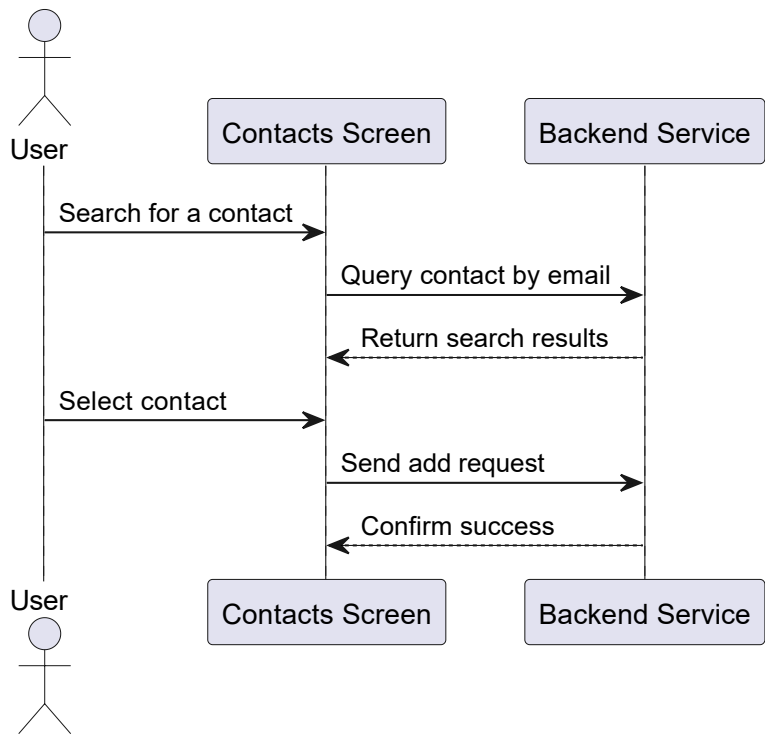 User
Contacts Screen
Backend Service
Search for a contact
Query contact by email
Return search results
Select contact
Send add request
Confirm success
User
Contacts Screen
Backend Service